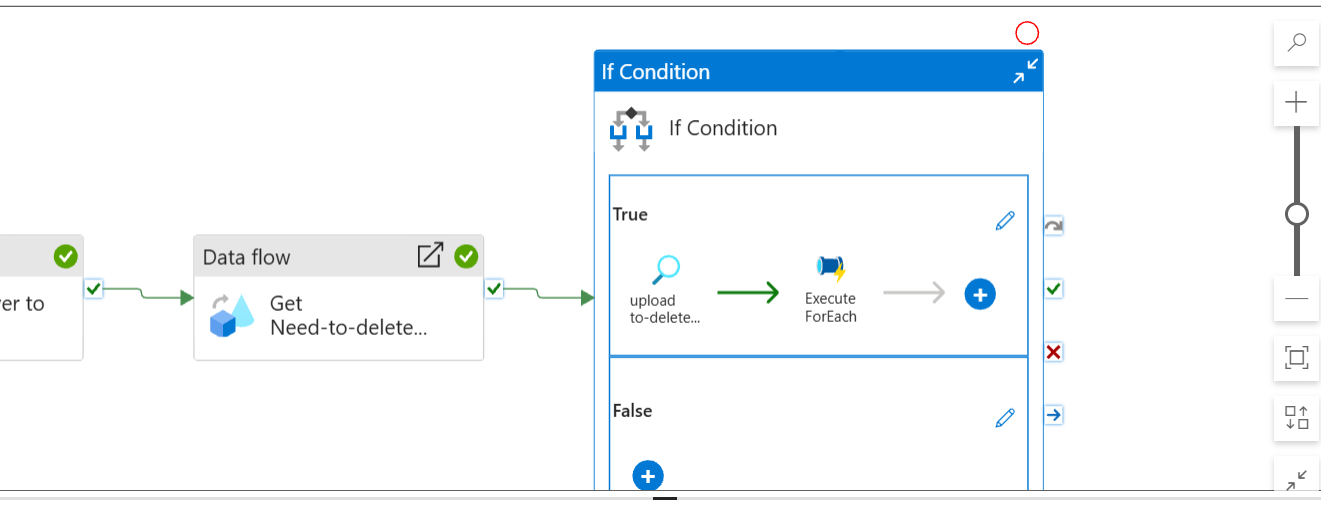 If Condition
If Condition
True
upload
to-delete...
Execute
ForEach
False
Data flow
Get
Need-to-delete...
er to